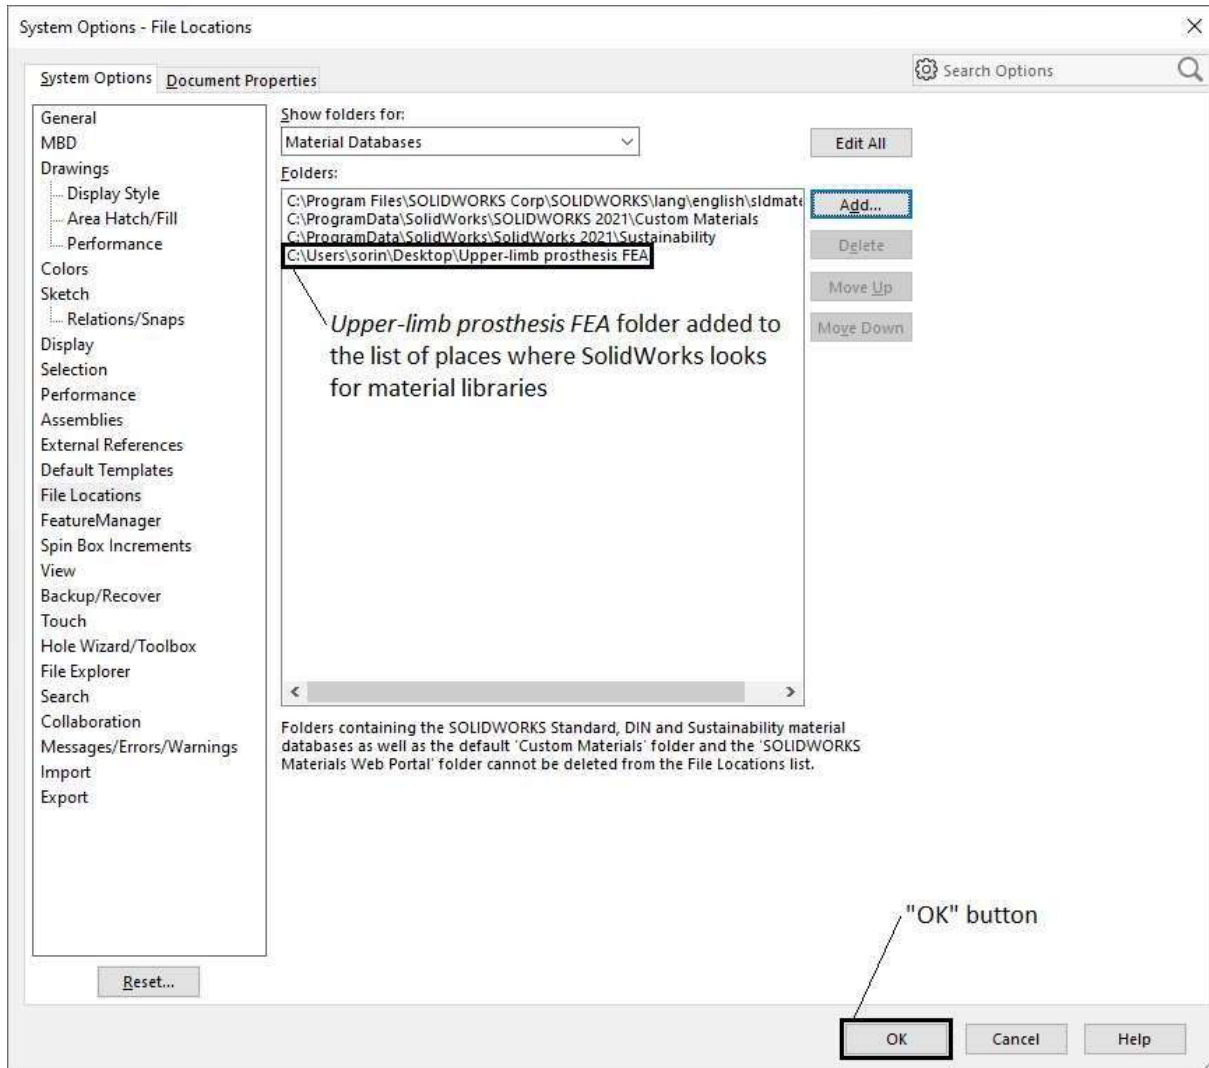 System Options - File Locations
System Options
Document Properties
Search Options
General
MBD
Drawings
Display Style
Area Hatch/Fill
Performance
Colors
Sketch
Relations/Snaps
Display
Selection
Performance
Assemblies
External References
Default Templates
File Locations
FeatureManager
Spin Box Increments
View
Backup/Recover
Touch
Hole Wizard/Toolbox
File Explorer
Search
Collaboration
Messages/Errors/Warnings
Import
Export
Reset...
Show folders for:
Material Databases
Edit All
Folders:
C:\Program Files\SOLIDWORKS Corp\SOLIDWORKS\lang\english\sldmate
C:\ProgramData\SolidWorks\SOLIDWORKS 2021\Custom Materials
C:\ProgramData\SolidWorks\SolidWorks 2021\Sustainability
C:\Users\sorin\Desktop\Upper-limb prosthesis FEA
Add...
Delete
Move Up
Move Down
Upper-limb prosthesis FEA folder added to
the list of places where SolidWorks looks
for material libraries
Folders containing the SOLIDWORKS Standard, DIN and Sustainability material
databases as well as the default 'Custom Materials' folder and the 'SOLIDWORKS
Materials Web Portal' folder cannot be deleted from the File Locations list.
"OK" button
OK
Cancel
Help